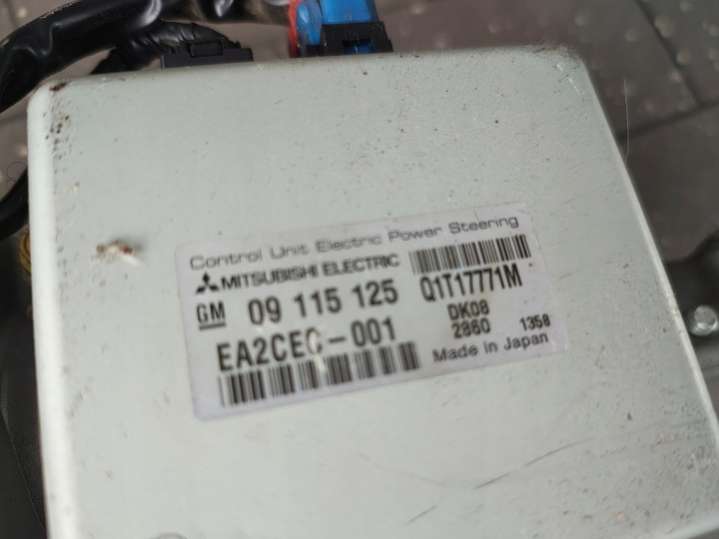 Control Unit Electric Power Steering
MITSUBISHI ELECTRIC
GM 09 115 125 Q1T17771M
EA2CEC-001 DK08
2860 1358
Made in Japan